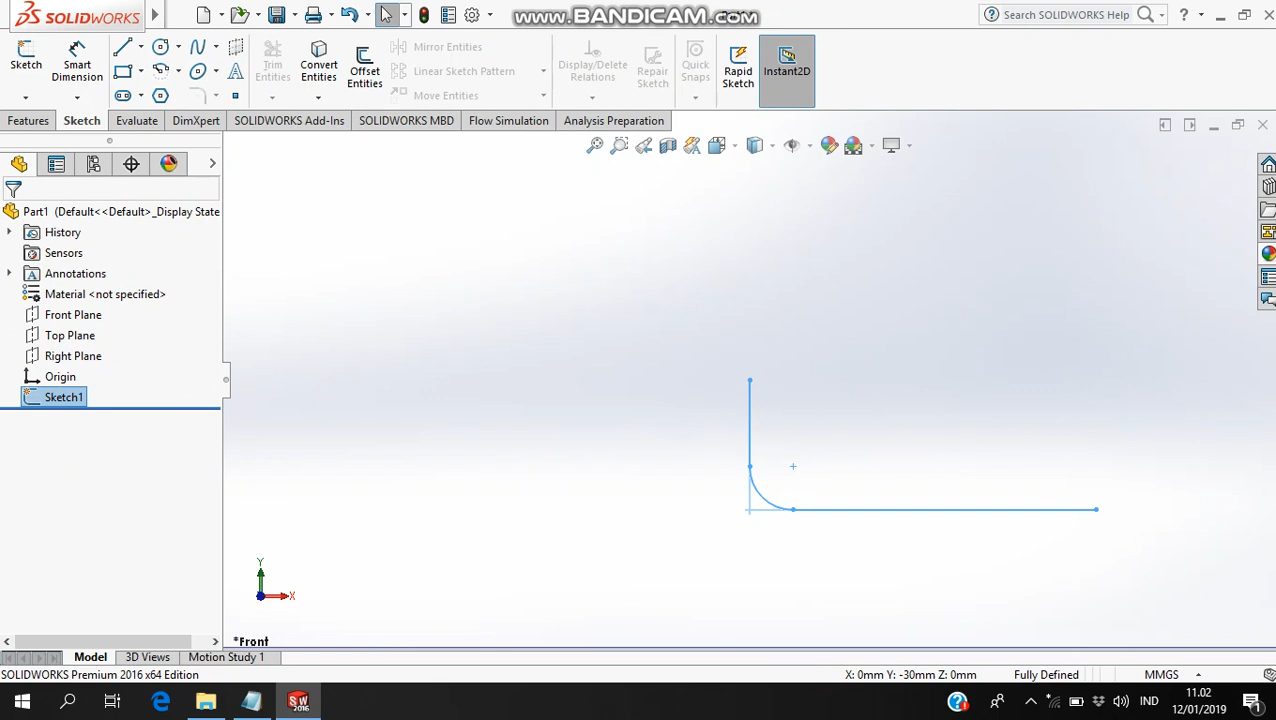 SOLIDWORKS
www.BANDICAM.com
Search SOLIDWORKS Help
?
Sketch
Smart Dimension
Trim Entities
Convert Entities
Offset Entities
Mirror Entities
Linear Sketch Pattern
Move Entities
Display/Delete Relations
Repair Sketch
Quick Snaps
Rapid Sketch
Instant2D
Features
Sketch
Evaluate
DimXpert
SOLIDWORKS Add-Ins
SOLIDWORKS MBD
Flow Simulation
Analysis Preparation
Part1 (Default<<Default>_Display State
History
Sensors
Annotations
Material <not specified>
Front Plane
Top Plane
Right Plane
Origin
Sketch1
Y
X
*Front
Model
3D Views
Motion Study 1
SOLIDWORKS Premium 2016 x64 Edition
X: 0mm Y: -30mm Z: 0mm
Fully Defined
MMGS
SW
2016
IND
11.02
12/01/2019
1